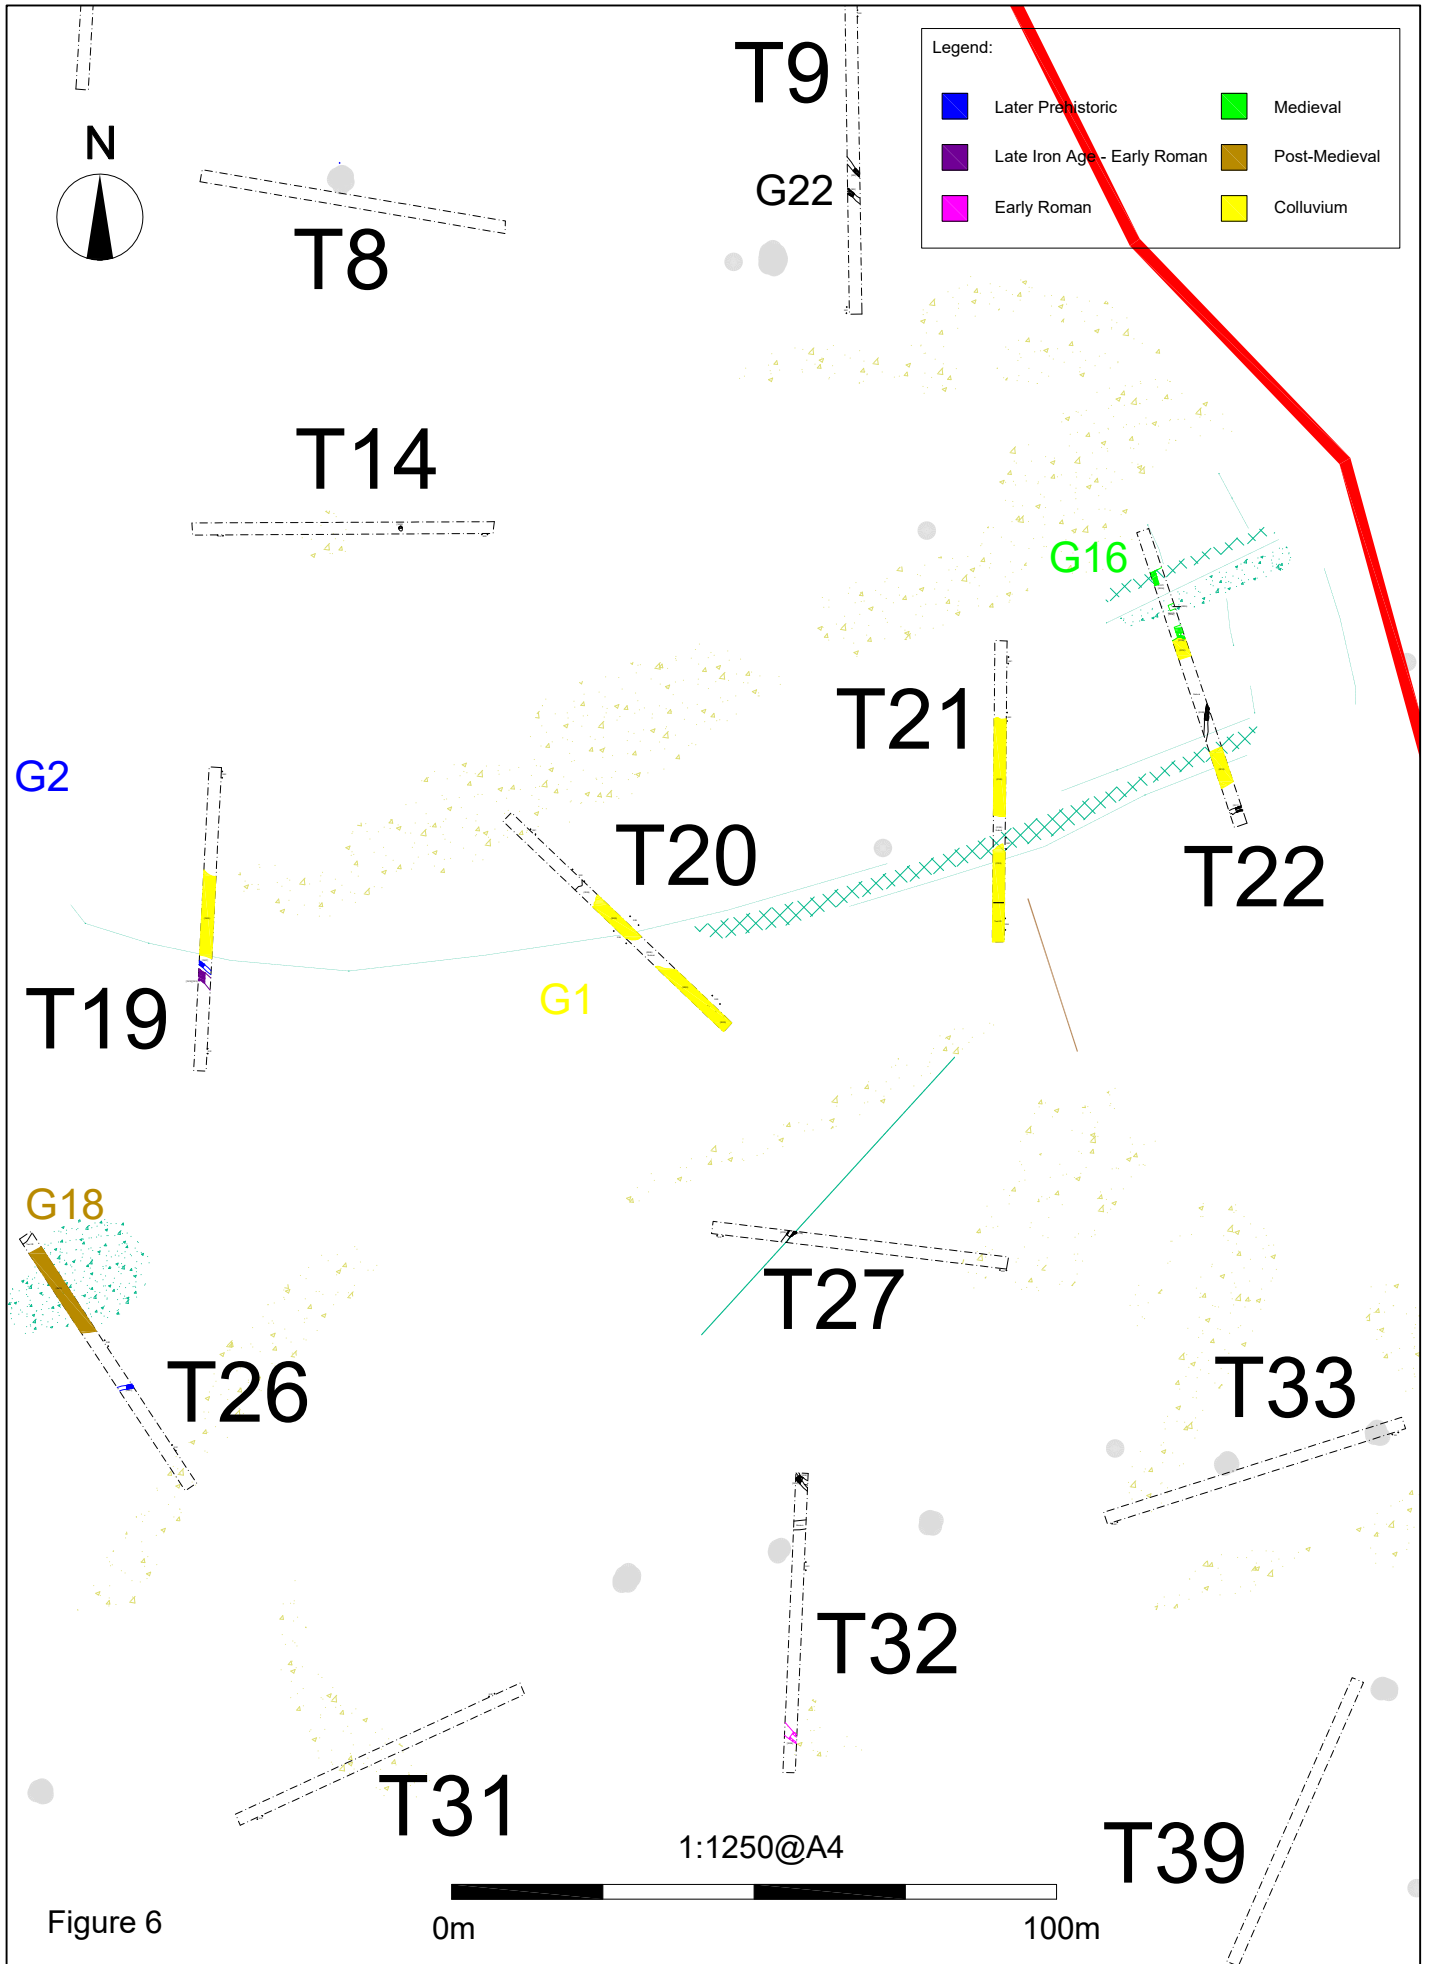 T9
Legend:
Later Prehistoric
Medieval
N
Late Iron Age - Early Roman
Post-Medieval
G22
Early Roman
Colluvium
T8
T14
G16
T21
G2
T20
T22
G1
T19
G18
T27
T26
T33
T32
T31
1:1250@A4
T39
Figure 6
0m
100m